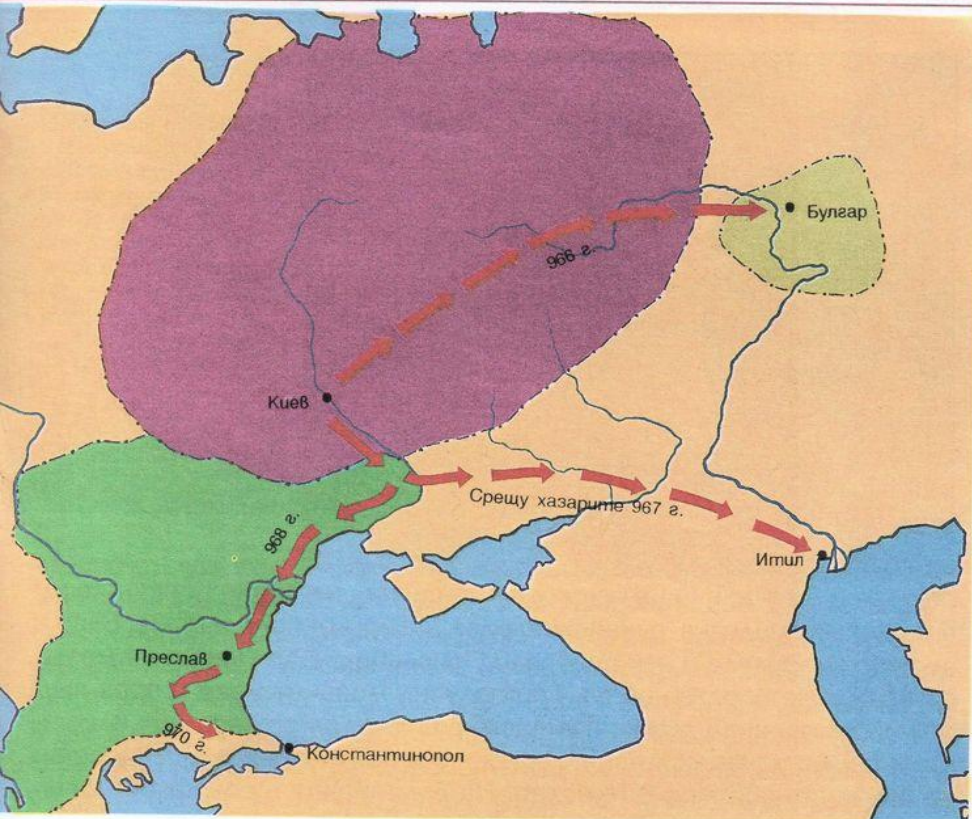 Булгар
966 г.
Киев
Срещу хазарите 967 г.
968 г.
Итил
Преслав
970 г.
Константинопол